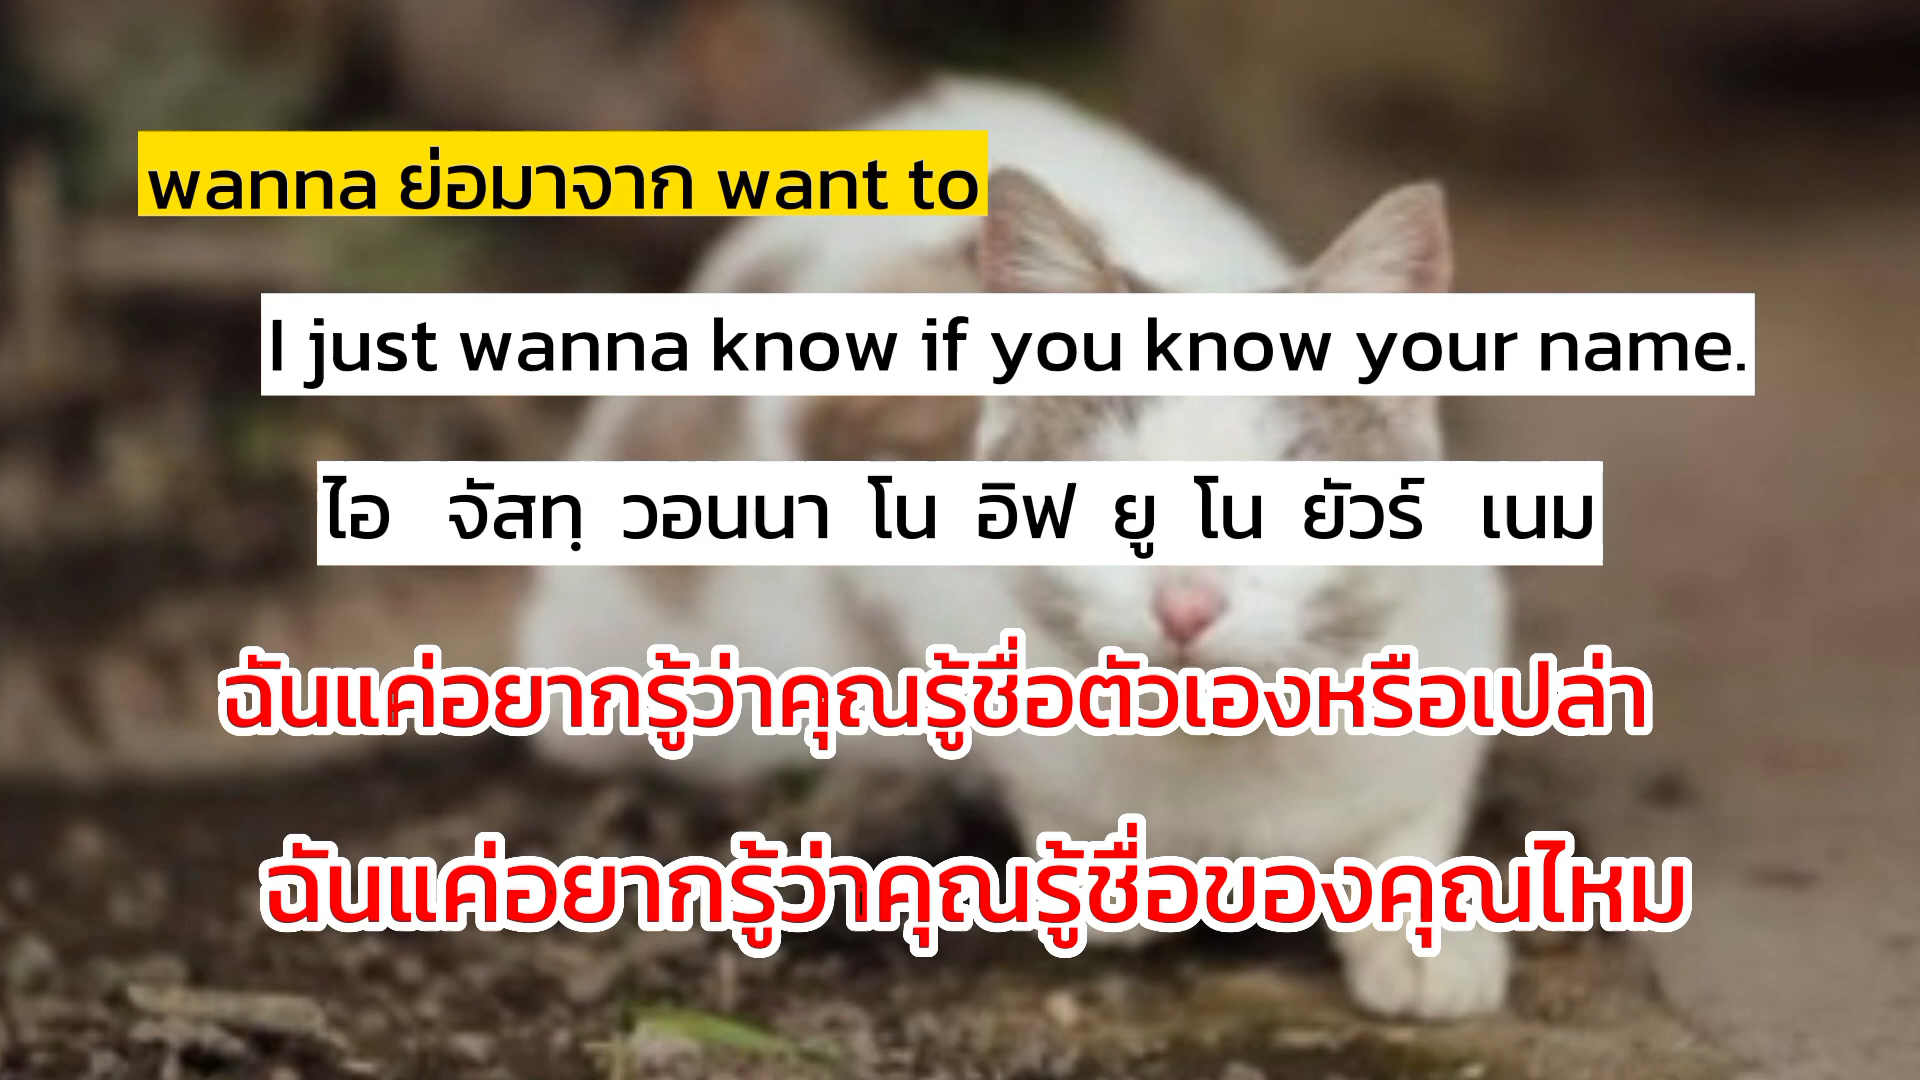 wanna ย่อมาจาก want to
I just wanna know if you know your name.
ไอ จัสทฺ วอนนา โน อิฟ ยู โน ยัวร์ เนม
ฉันแค่อยากรู้ว่าคุณรู้ชื่อตัวเองหรือเปล่า
ฉันแค่อยากรู้ว่าคุณรู้ชื่อของคุณไหม